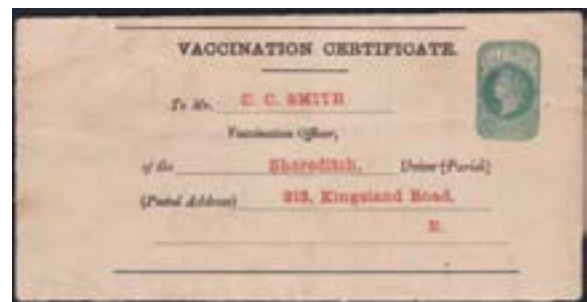 VACCINATION CERTIFICATE.
To Mr. C. C. SMITH
Vaccination Officer,
of the Shoreditch, Union (Parish)
(Postal Address) 213, Kingsland Road,
E.